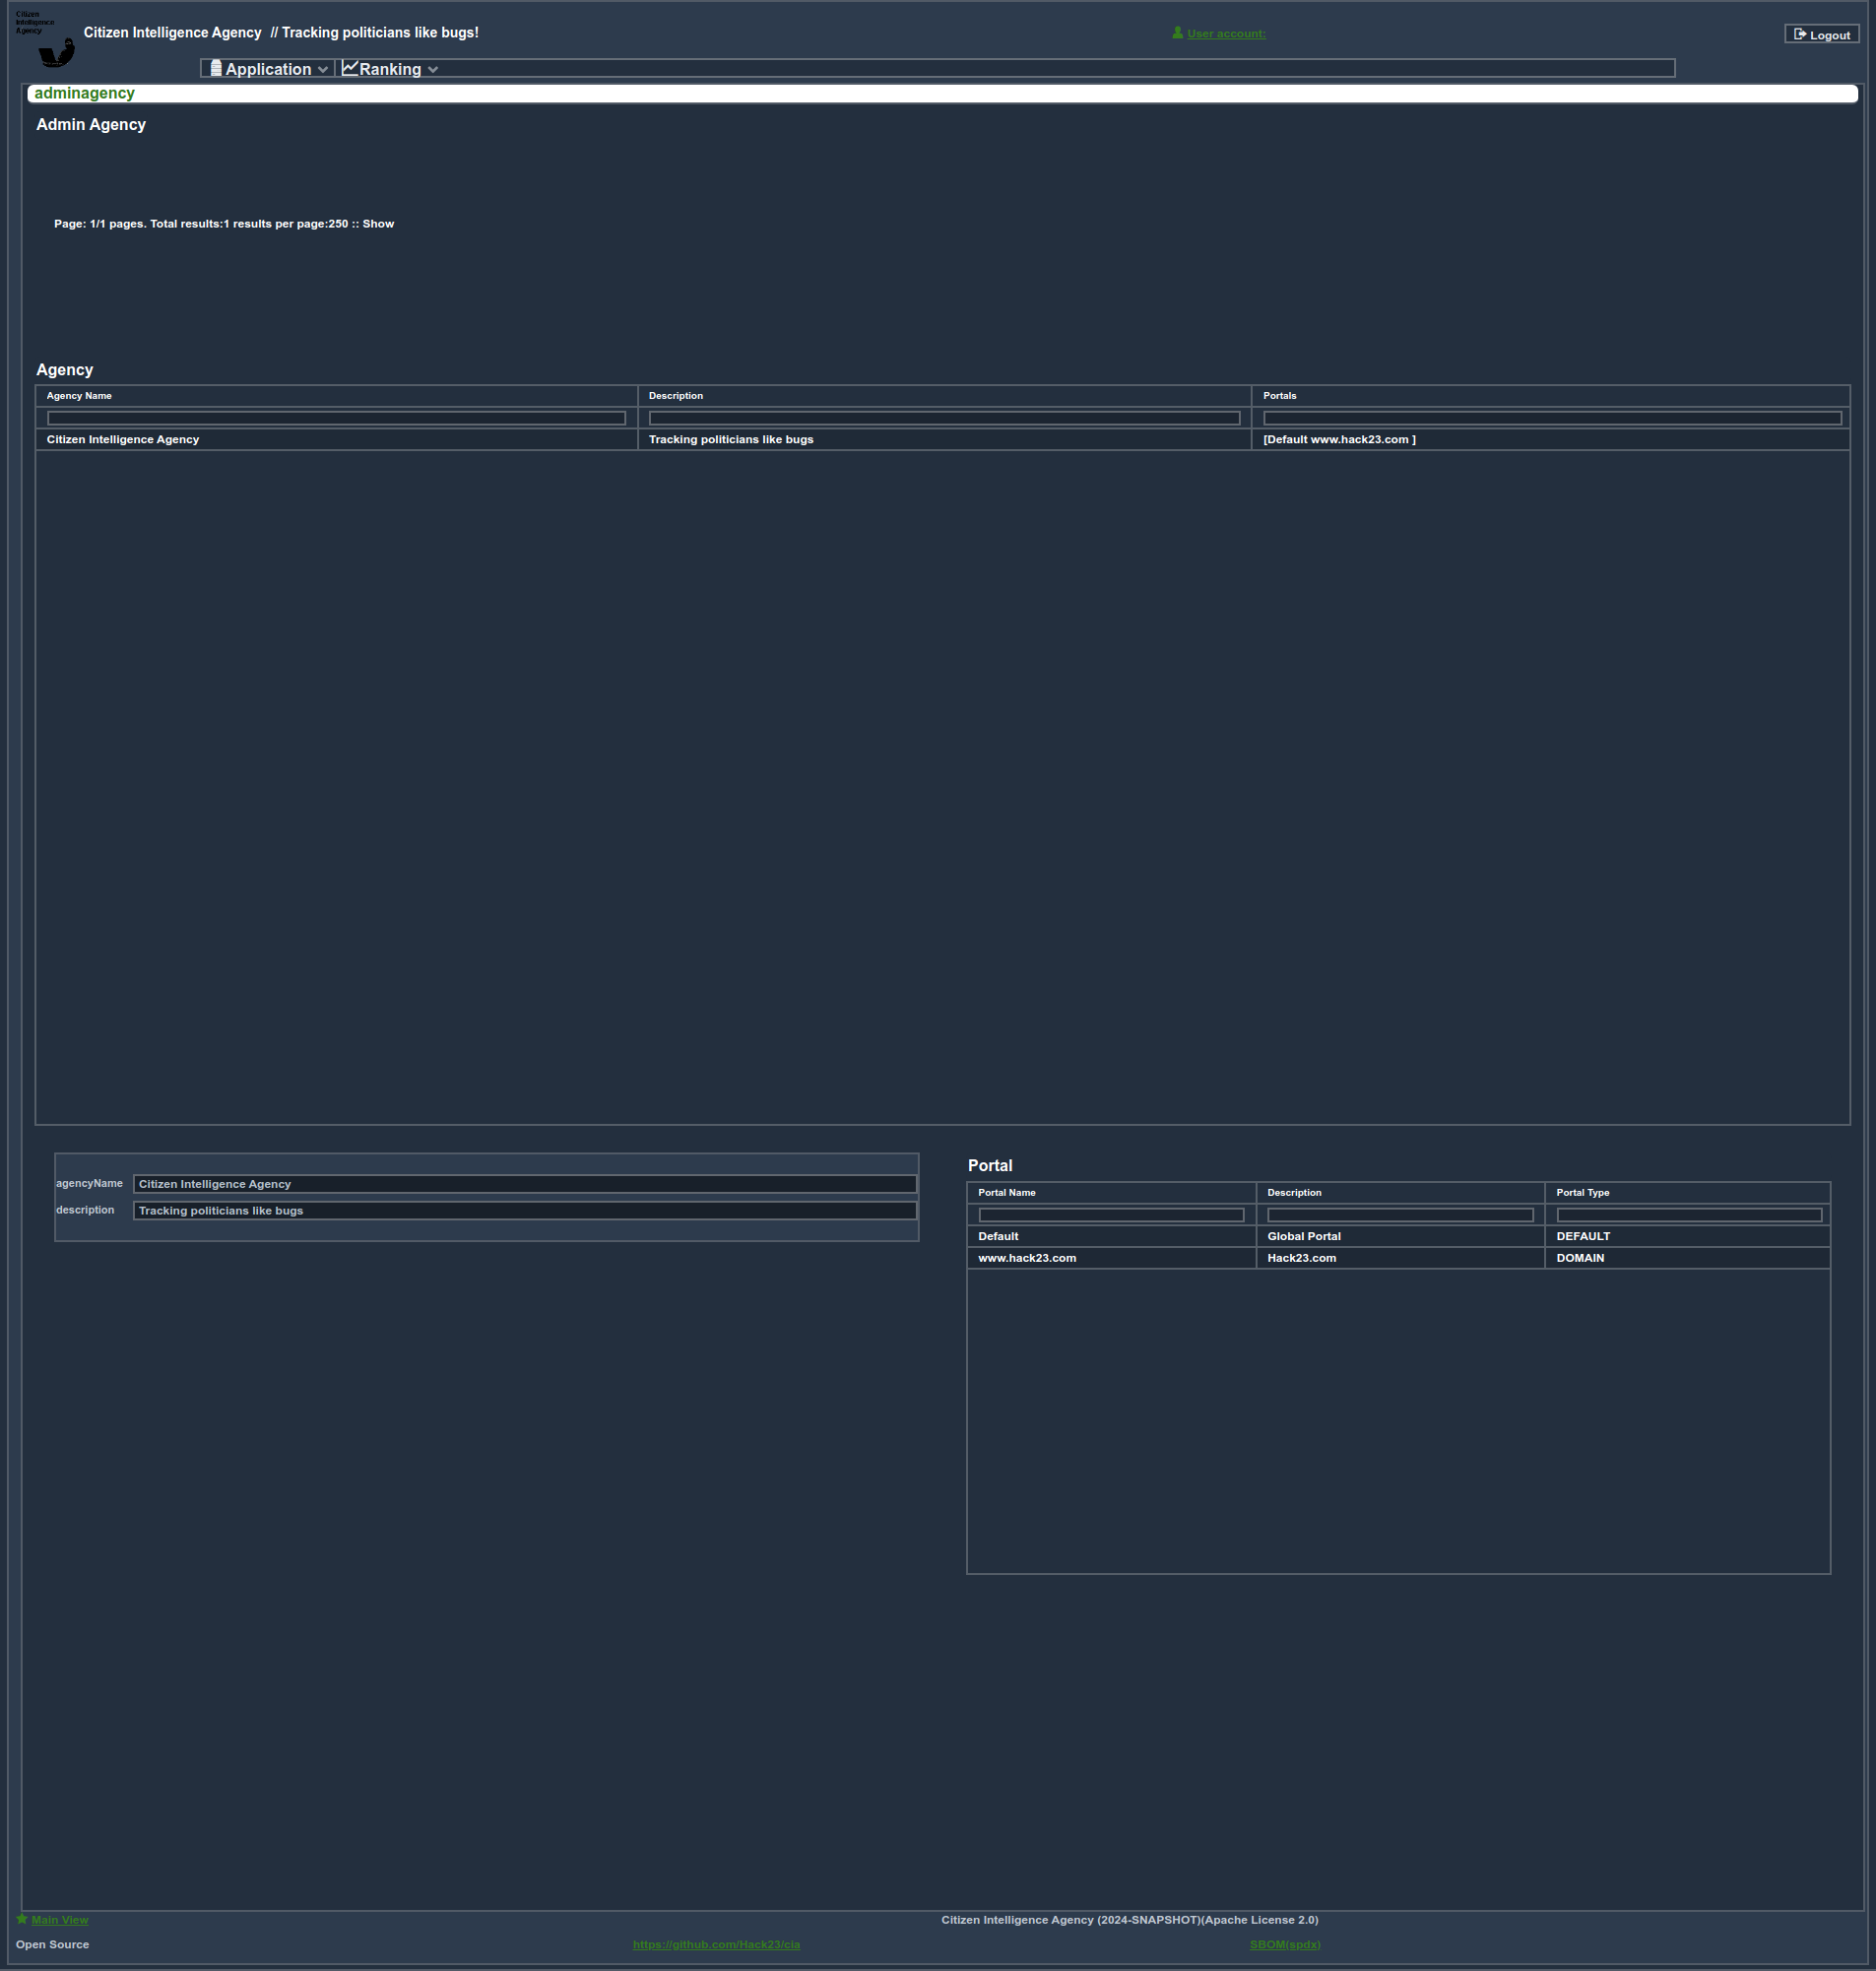 Citizen
Intelligence
Agency
Citizen Intelligence Agency // Tracking politicians like bugs!
User account:
Logout
Application Ranking
adminagency
Admin Agency
Page: 1/1 pages. Total results:1 results per page:250 :: Show
Agency
Agency Name Description Portals
Citizen Intelligence Agency Tracking politicians like bugs [Default www.hack23.com ]
agencyName Citizen Intelligence Agency
description Tracking politicians like bugs
Portal
Portal Name Description Portal Type
Default Global Portal DEFAULT
www.hack23.com Hack23.com DOMAIN
Main View Citizen Intelligence Agency (2024-SNAPSHOT)(Apache License 2.0)
Open Source https://github.com/Hack23/cia SBOM(spdx)